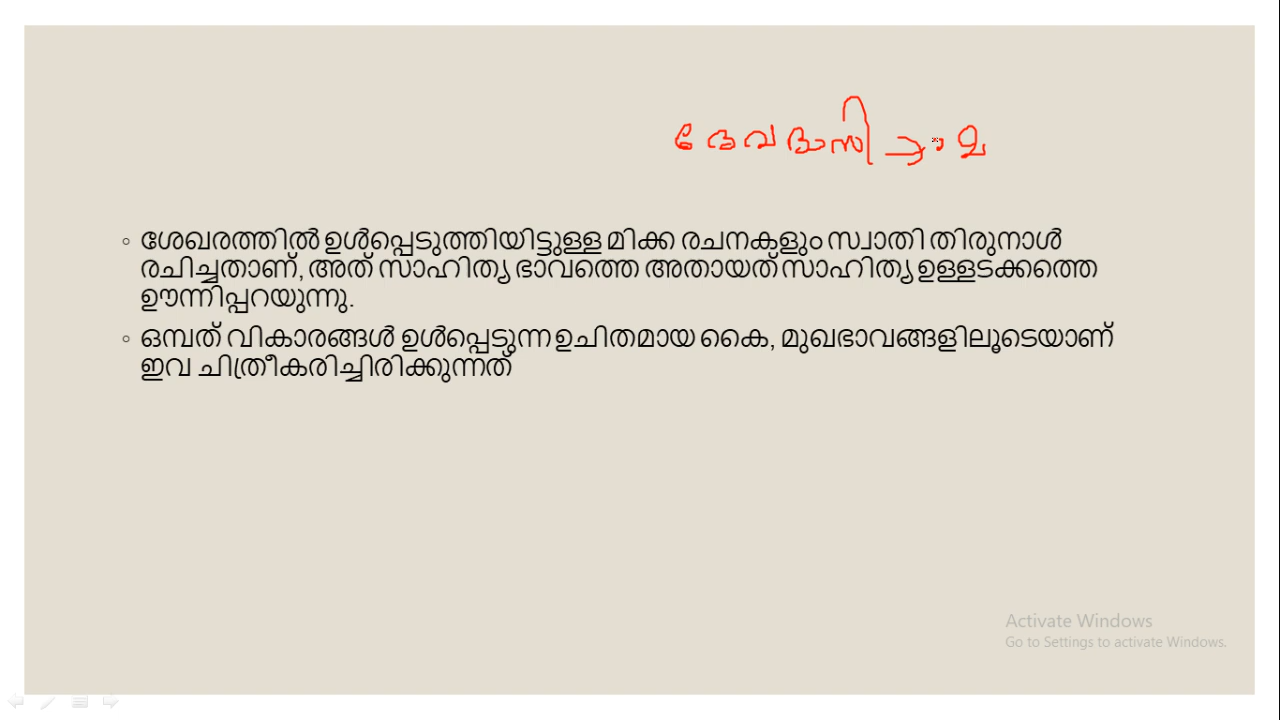 ദേവദാസി
◦ ശേഖരത്തിൽ ഉൾപ്പെടുത്തിയിട്ടുള്ള മിക്ക രചനകളും സ്വാതി തിരുനാൾ
രചിച്ചതാണ്, അത് സാഹിത്യ ഭാവത്തെ അതായത് സാഹിത്യ ഉള്ളടക്കത്തെ
ഊന്നിപ്പറയുന്നു.
◦ ഒമ്പത് വികാരങ്ങൾ ഉൾപ്പെടുന്ന ഉചിതമായ കൈ, മുഖഭാവങ്ങളിലൂടെയാണ്
ഇവ ചിത്രീകരിച്ചിരിക്കുന്നത്
Activate Windows
Go to Settings to activate Windows.